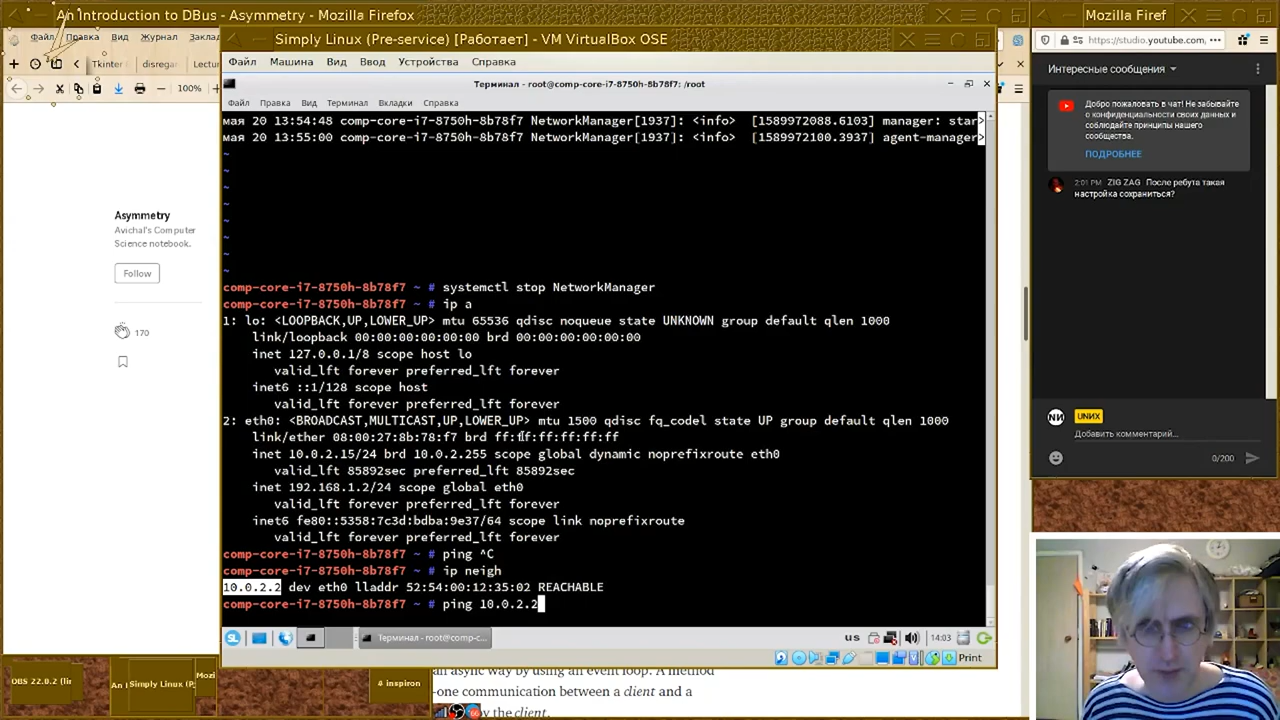 An Introduction to DBus - Asymmetry - Mozilla Firefox
Файл Правка Вид Журнал Заклад
Tkinter disregar Lectur
100%
Asymmetry
Avichal's Computer
Science notebook.
Follow
170
Simply Linux (Pre-service) [Работает] - VM VirtualBox OSE
Файл Машина Вид Ввод Устройства Справка
Терминал - root@comp-core-i7-8750h-8b78f7: /root
Файл Правка Вид Терминал Вкладки Справка
мая 20 13:54:48 comp-core-i7-8750h-8b78f7 NetworkManager[1937]: <info> [1589972088.6103] manager: star>
мая 20 13:55:00 comp-core-i7-8750h-8b78f7 NetworkManager[1937]: <info> [1589972100.3937] agent-manager>
~
~
~
~
~
~
~
~
comp-core-i7-8750h-8b78f7 ~ # systemctl stop NetworkManager
comp-core-i7-8750h-8b78f7 ~ # ip a
1: lo: <LOOPBACK,UP,LOWER_UP> mtu 65536 qdisc noqueue state UNKNOWN group default qlen 1000
link/loopback 00:00:00:00:00:00 brd 00:00:00:00:00:00
inet 127.0.0.1/8 scope host lo
valid_lft forever preferred_lft forever
inet6 ::1/128 scope host
valid_lft forever preferred_lft forever
2: eth0: <BROADCAST,MULTICAST,UP,LOWER_UP> mtu 1500 qdisc fq_codel state UP group default qlen 1000
link/ether 08:00:27:8b:78:f7 brd ff:ff:ff:ff:ff:ff
inet 10.0.2.15/24 brd 10.0.2.255 scope global dynamic noprefixroute eth0
valid_lft 85892sec preferred_lft 85892sec
inet 192.168.1.2/24 scope global eth0
valid_lft forever preferred_lft forever
inet6 fe80::5358:7c3d:bdba:9e37/64 scope link noprefixroute
valid_lft forever preferred_lft forever
comp-core-i7-8750h-8b78f7 ~ # ping ^C
comp-core-i7-8750h-8b78f7 ~ # ip neigh
10.0.2.2 dev eth0 lladdr 52:54:00:12:35:02 REACHABLE
comp-core-i7-8750h-8b78f7 ~ # ping 10.0.2.2
Терминал - root@comp-c...
us 14:03
Print
an async way by using an event loop. A method
-one communication between a client and a
by the client.
OBS 22.0.2 (lir
An I Simply Linux (P Mozi
# inspiron
Mozilla Firef
https://studio.youtube.com,
Интересные сообщения
Добро пожаловать в чат! Не забывайте
о конфиденциальности своих данных и
соблюдайте принципы нашего
сообщества.
ПОДРОБНЕЕ
2:01 PM ZIG ZAG После ребута такая
настройка сохраниться?
UNИX
Добавить комментарий...
0/200